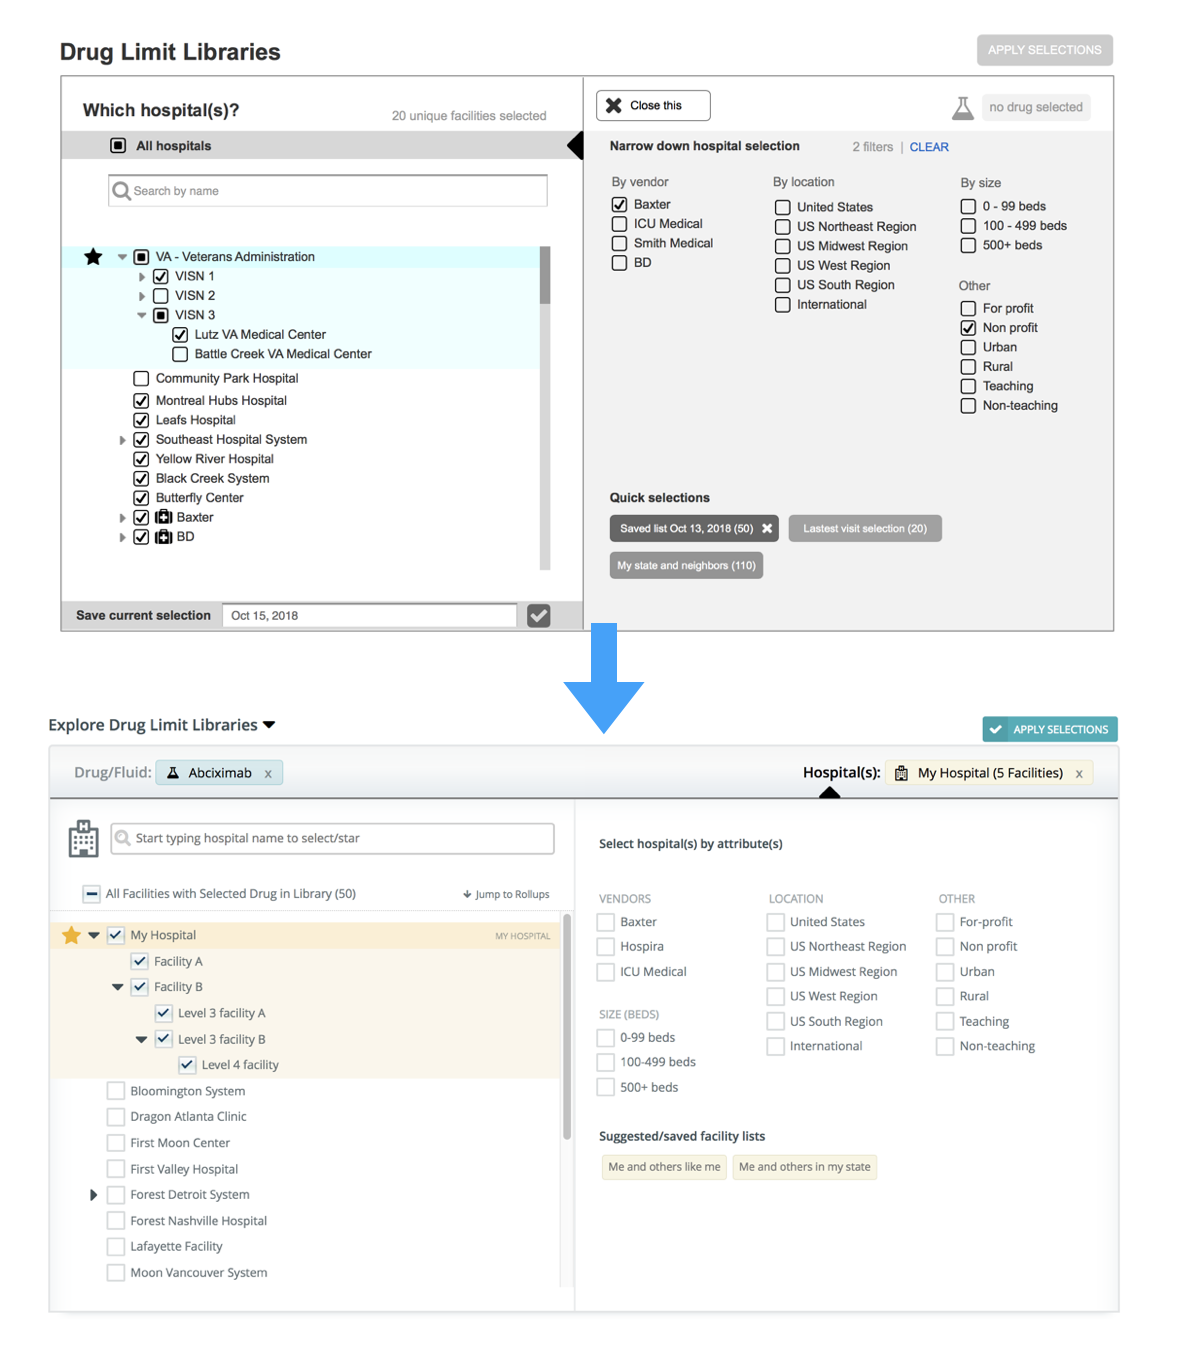 Drug Limit Libraries
APPLY SELECTIONS
Which hospital(s)?
20 unique facilities selected
All hospitals
Search by name
VA - Veterans Administration
VISN 1
VISN 2
VISN 3
Lutz VA Medical Center
Battle Creek VA Medical Center
Community Park Hospital
Montreal Hubs Hospital
Leafs Hospital
Southeast Hospital System
Yellow River Hospital
Black Creek System
Butterfly Center
Baxter
BD
Save current selection
Oct 15, 2018
Close this
no drug selected
Narrow down hospital selection
2 filters | CLEAR
By vendor
Baxter
ICU Medical
Smith Medical
BD
By location
United States
US Northeast Region
US Midwest Region
US West Region
US South Region
International
By size
0 - 99 beds
100 - 499 beds
500+ beds
Other
For profit
Non profit
Urban
Rural
Teaching
Non-teaching
Quick selections
Saved list Oct 13, 2018 (50)
Lastest visit selection (20)
My state and neighbors (110)
Explore Drug Limit Libraries
APPLY SELECTIONS
Drug/Fluid:
Abciximab x
Hospital(s):
My Hospital (5 Facilities) x
H
Start typing hospital name to select/star
All Facilities with Selected Drug in Library (50)
Jump to Rollups
My Hospital
MY HOSPITAL
Facility A
Facility B
Level 3 facility A
Level 3 facility B
Level 4 facility
Bloomington System
Dragon Atlanta Clinic
First Moon Center
First Valley Hospital
Forest Detroit System
Forest Nashville Hospital
Lafayette Facility
Moon Vancouver System
Select hospital(s) by attribute(s)
VENDORS
Baxter
Hospira
ICU Medical
SIZE (BEDS)
0-99 beds
100-499 beds
500+ beds
LOCATION
United States
US Northeast Region
US Midwest Region
US West Region
US South Region
International
OTHER
For-profit
Non profit
Urban
Rural
Teaching
Non-teaching
Suggested/saved facility lists
Me and others like me
Me and others in my state